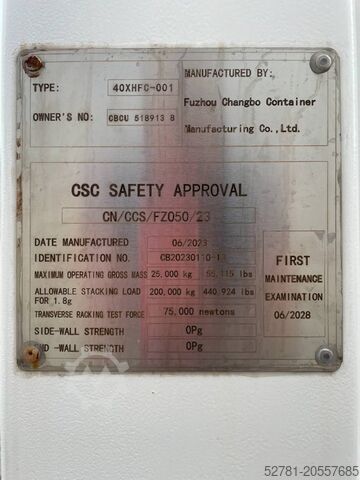 TYPE: 40XHFC-001
OWNER'S NO: CBCU 518913 8
MANUFACTURED BY:
Fuzhou Changbo Container
Manufacturing Co., Ltd.
CSC SAFETY APPROVAL
CN/CCS/FZ050/23
DATE MANUFACTURED 06/2023
IDENTIFICATION NO.
MAXIMUM OPERATING GROSS MASS 25,000 kg 55,115 lbs
ALLOWABLE STACKING LOAD 200,000 kg 440,924 lbs
FOR 1.8g
TRANSVERSE RACKING TEST FORCE 75,000 newtons
SIDE-WALL STRENGTH 0Pg
END -WALL STRENGTH 0Pg
FIRST
MAINTENANCE
EXAMINATION
06/2028
52781-20557685